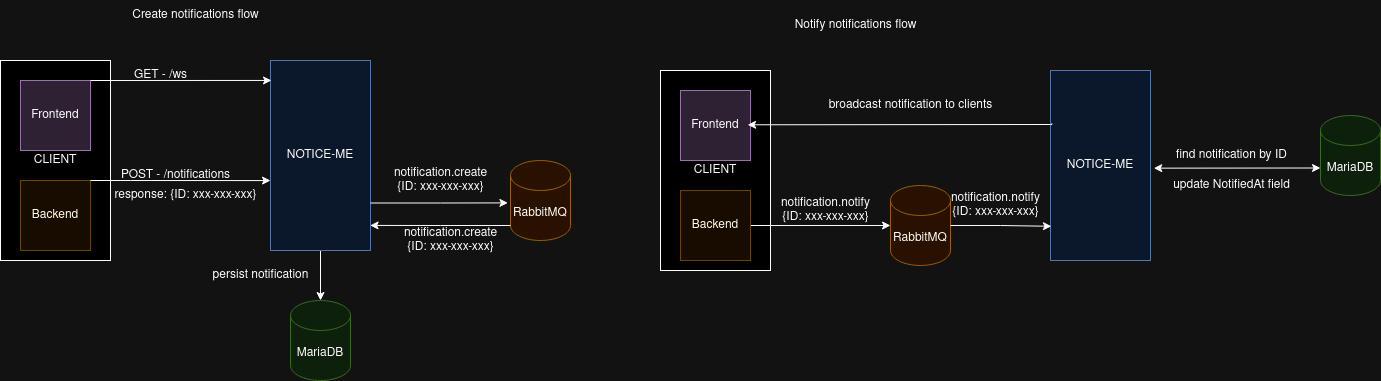 Create notifications flow
GET - /ws
Frontend
CLIENT
POST - /notifications
response: {ID: xxx-xxx-xxx}
Backend
NOTICE-ME
notification.create
{ID: xxx-xxx-xxx}
RabbitMQ
notification.create
{ID: xxx-xxx-xxx}
persist notification
MariaDB
Notify notifications flow
broadcast notification to clients
Frontend
CLIENT
Backend
notification.notify
{ID: xxx-xxx-xxx}
RabbitMQ
notification.notify
{ID: xxx-xxx-xxx}
NOTICE-ME
find notification by ID
update NotifiedAt field
MariaDB